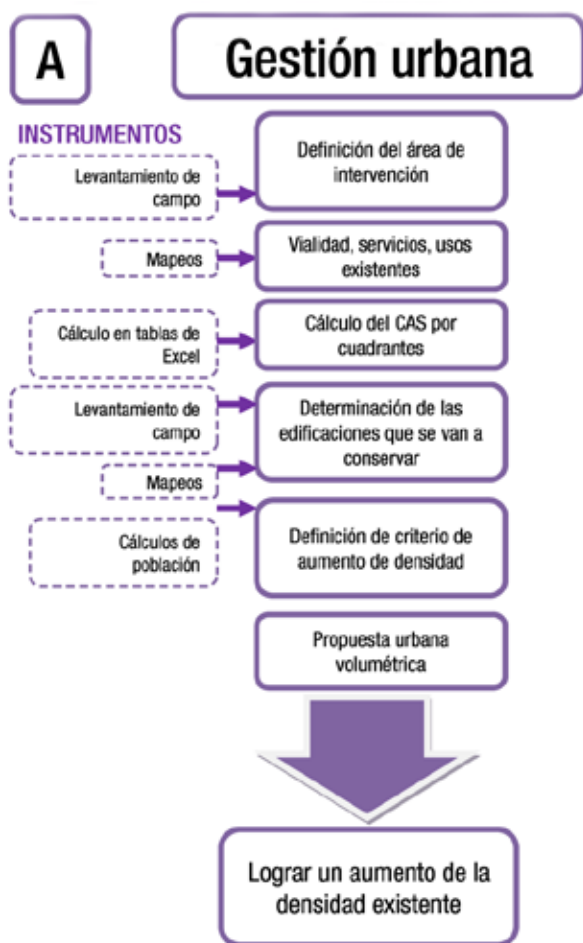 A
Gestión urbana
INSTRUMENTOS
Levantamiento de
campo
Definición del área de
intervención
Mapeos
Vialidad, servicios, usos
existentes
Cálculo en tablas de
Excel
Cálculo del CAS por
cuadrantes
Levantamiento de
campo
Mapeos
Determinación de las
edificaciones que se van a
conservar
Cálculos de
población
Definición de criterio de
aumento de densidad
Propuesta urbana
volumétrica
Lograr un aumento de la
densidad existente